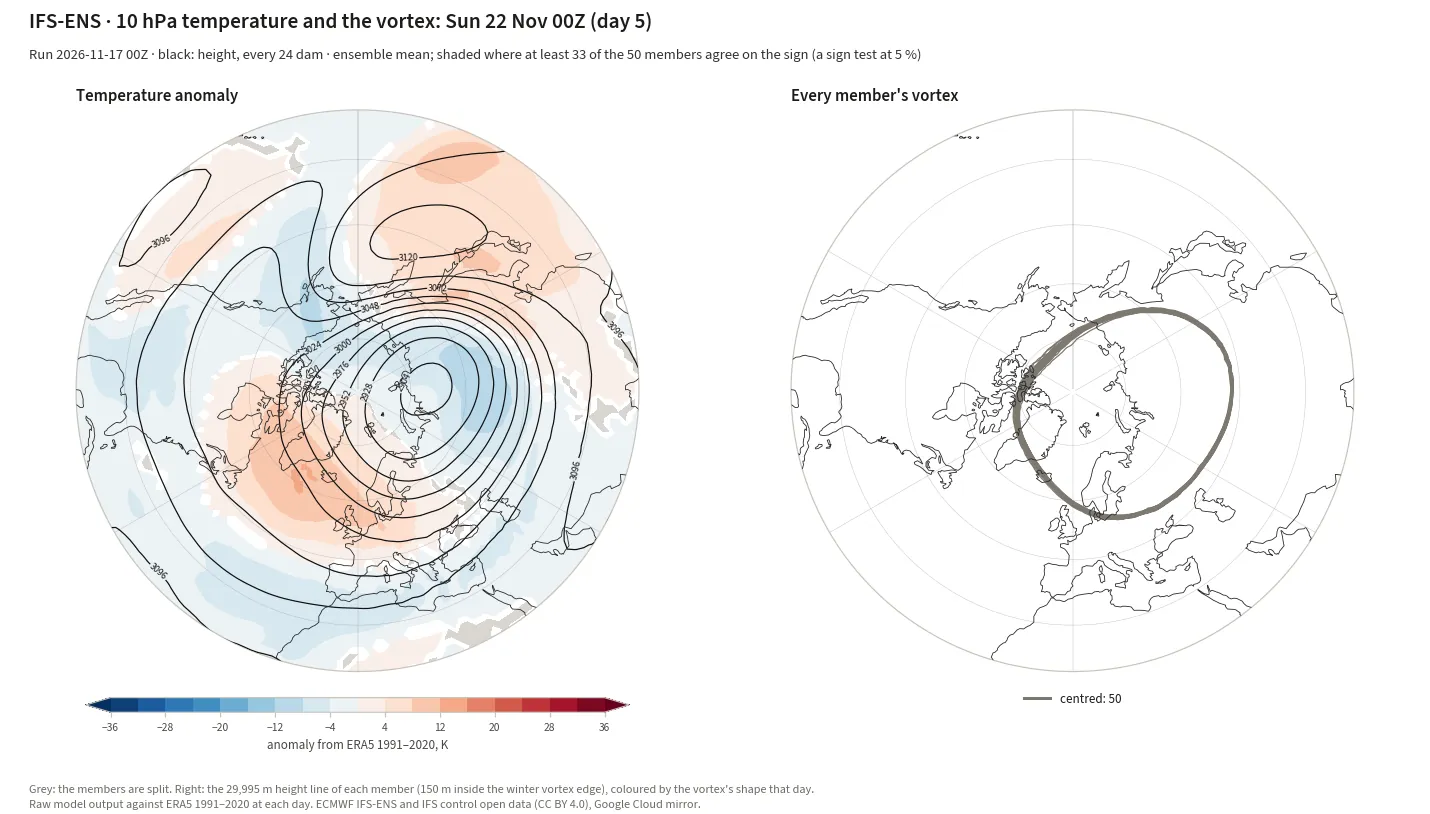 IFS-ENS · 10 hPa temperature and the vortex: Sun 22 Nov 00Z (day 5)
Run 2026-11-17 00Z · black: height, every 24 dam · ensemble mean; shaded where at least 33 of the 50 members agree on the sign (a sign test at 5 %)
Temperature anomaly
Every member's vortex
3096
3120
3072
3048
3096
3024
3000
2976
2952
2928
3096
3096
centred: 50
−36
−28
−20
−12
−4
4
12
20
28
36
anomaly from ERA5 1991–2020, K
Grey: the members are split. Right: the 29,995 m height line of each member (150 m inside the winter vortex edge), coloured by the vortex's shape that day.
Raw model output against ERA5 1991–2020 at each day. ECMWF IFS-ENS and IFS control open data (CC BY 4.0), Google Cloud mirror.